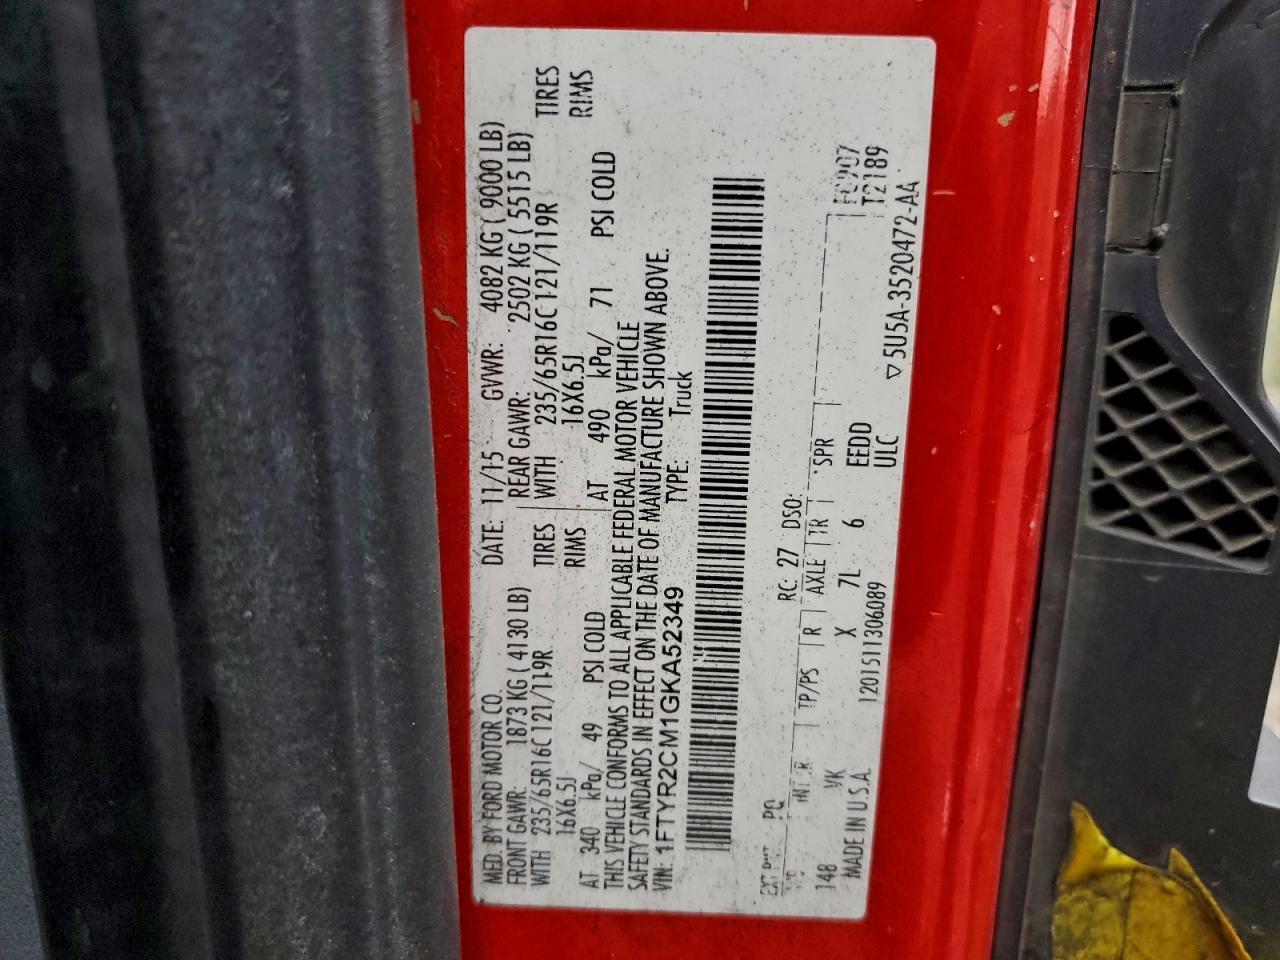 MFD. BY FORD MOTOR CO. DATE: 11/15 GVWR: 4082 KG ( 9000 LB)
FRONT GAWR: 1873 KG ( 4130 LB) REAR GAWR: 2502 KG ( 5515 LB)
WITH 235/65R16C 121/119R TIRES WITH 235/65R16C 121/119R TIRES
16X6.5J RIMS 16X6.5J RIMS
AT 340 kPa/ 49 PSI COLD AT 490 kPa/ 71 PSI COLD
THIS VEHICLE CONFORMS TO ALL APPLICABLE FEDERAL MOTOR VEHICLE
SAFETY STANDARDS IN EFFECT ON THE DATE OF MANUFACTURE SHOWN ABOVE.
VIN: 1FTYR2CM1GKA52349 TYPE: Truck
EXT PNT PQ RC: 27 DSO:
148 TP/PS R AXLE TR SPR
X 7L 6 EEDD
MADE IN U.S.A. 1201511306089 ULC
T2189
▽5U5A-3520472-AA